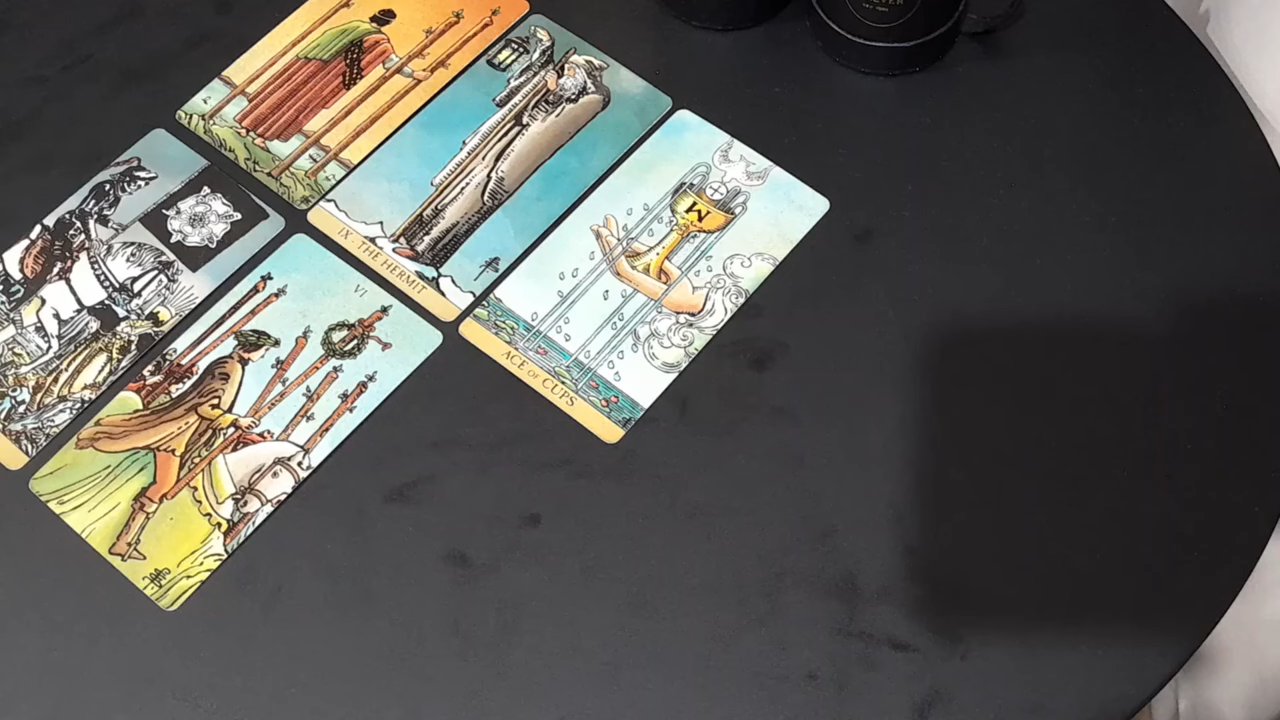 IX · THE HERMIT
ACE OF CUPS
VI